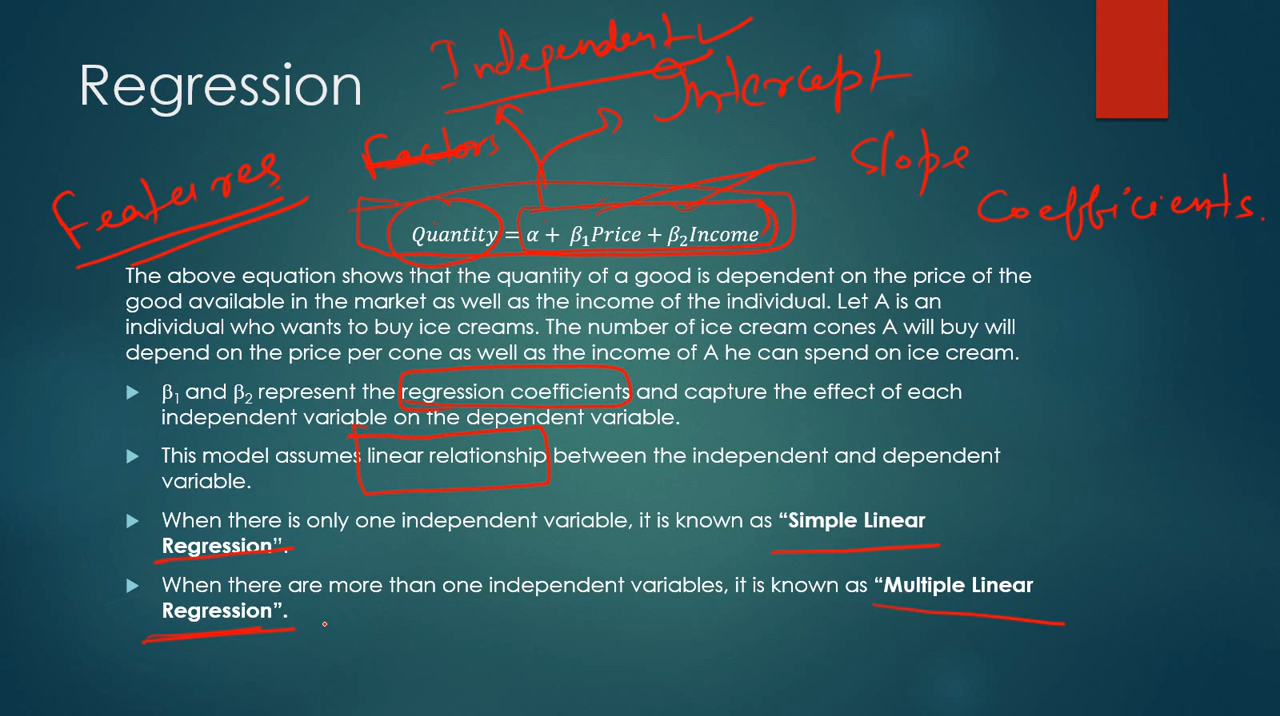 Independent
Regression
Intercept
Factors
Slope
Features
Coefficients.
Quantity = α + β₁Price + β₂Income
The above equation shows that the quantity of a good is dependent on the price of the
good available in the market as well as the income of the individual. Let A is an
individual who wants to buy ice creams. The number of ice cream cones A will buy will
depend on the price per cone as well as the income of A he can spend on ice cream.
β₁ and β₂ represent the regression coefficients and capture the effect of each
independent variable on the dependent variable.
This model assumes linear relationship between the independent and dependent
variable.
When there is only one independent variable, it is known as “Simple Linear
Regression”.
When there are more than one independent variables, it is known as “Multiple Linear
Regression”.